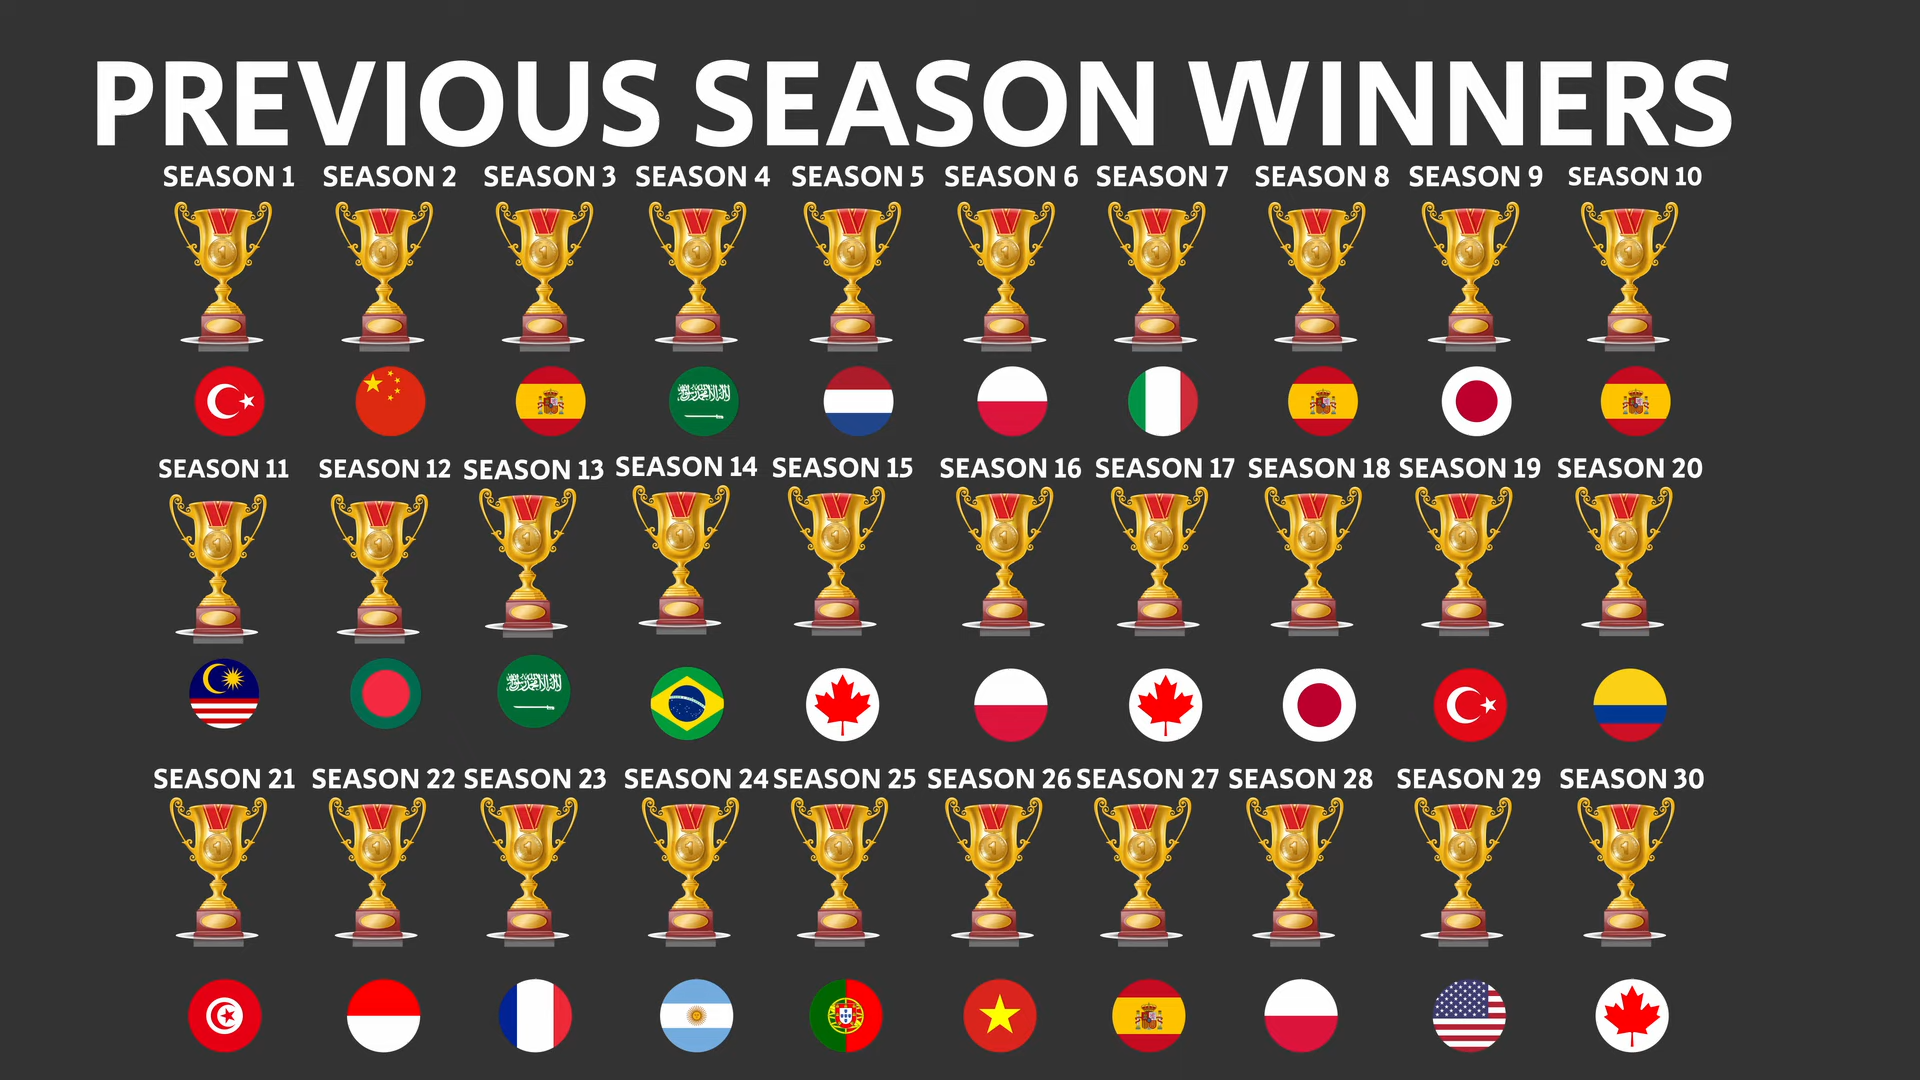 PREVIOUS SEASON WINNERS
SEASON 1 SEASON 2 SEASON 3 SEASON 4 SEASON 5 SEASON 6 SEASON 7 SEASON 8 SEASON 9 SEASON 10
SEASON 11 SEASON 12 SEASON 13 SEASON 14 SEASON 15 SEASON 16 SEASON 17 SEASON 18 SEASON 19 SEASON 20
SEASON 21 SEASON 22 SEASON 23 SEASON 24 SEASON 25 SEASON 26 SEASON 27 SEASON 28 SEASON 29 SEASON 30